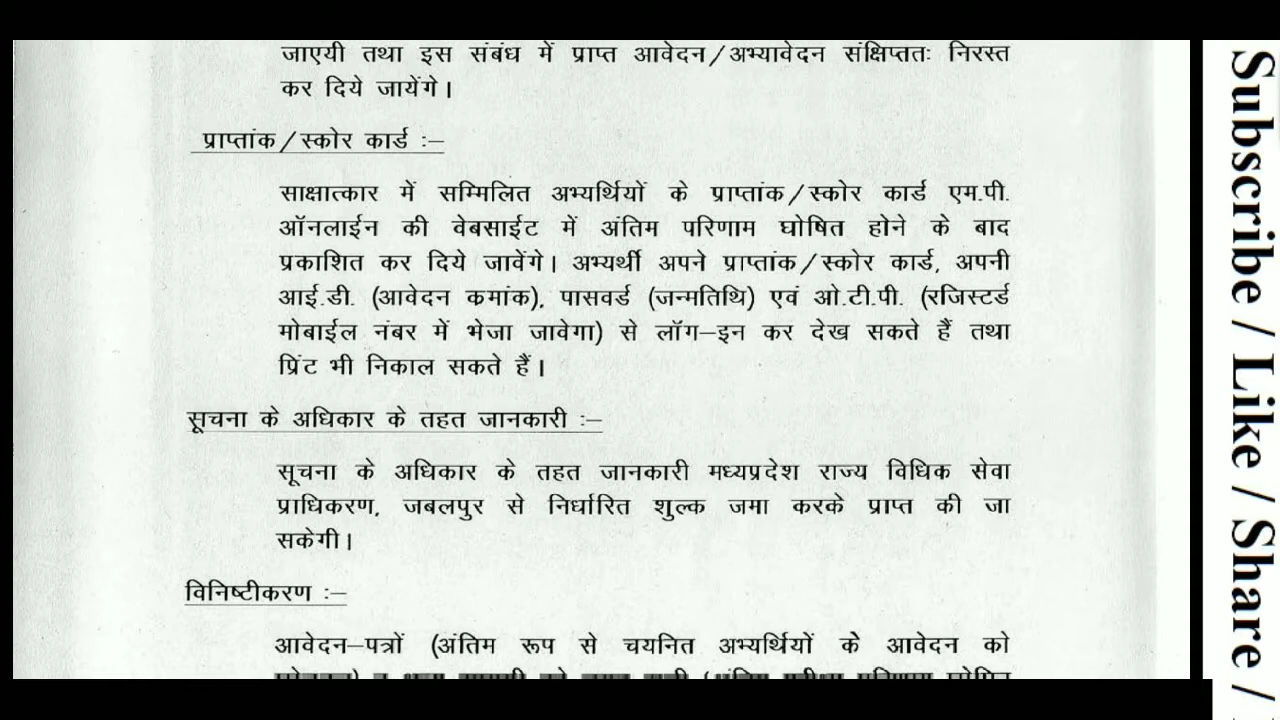 जाएयी तथा इस संबंध में प्राप्त आवेदन/अभ्यावेदन संक्षिप्ततः निरस्त
कर दिये जायेंगे।
प्राप्तांक/स्कोर कार्ड :–
साक्षात्कार में सम्मिलित अभ्यर्थियों के प्राप्तांक/स्कोर कार्ड एम.पी.
ऑनलाईन की वेबसाईट में अंतिम परिणाम घोषित होने के बाद
प्रकाशित कर दिये जावेंगे। अभ्यर्थी अपने प्राप्तांक/स्कोर कार्ड, अपनी
आई.डी. (आवेदन कमांक), पासवर्ड (जन्मतिथि) एवं ओ.टी.पी. (रजिस्टर्ड
मोबाईल नंबर में भेजा जावेगा) से लॉग–इन कर देख सकते हैं तथा
प्रिंट भी निकाल सकते हैं।
सूचना के अधिकार के तहत जानकारी :–
सूचना के अधिकार के तहत जानकारी मध्यप्रदेश राज्य विधिक सेवा
प्राधिकरण, जबलपुर से निर्धारित शुल्क जमा करके प्राप्त की जा
सकेगी।
विनिष्टीकरण :–
आवेदन–पत्रों (अंतिम रूप से चयनित अभ्यर्थियों के आवेदन को
Subscribe / Like / Share /